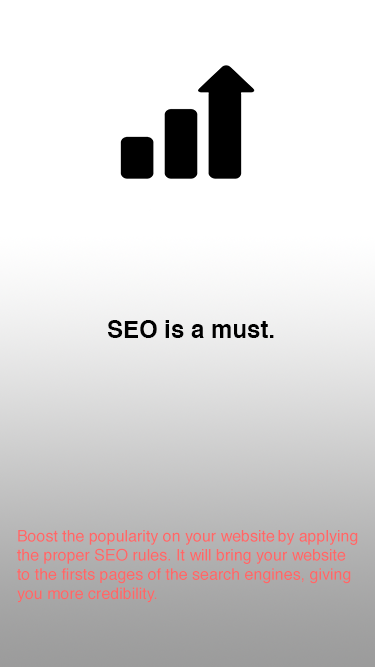 SEO is a must.
Boost the popularity on your website by applying
the proper SEO rules. It will bring your website
to the firsts pages of the search engines, giving
you more credibility.